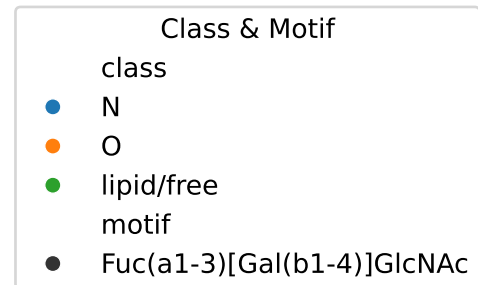 Class & Motif
class
N
O
lipid/free
motif
Fuc(a1-3)[Gal(b1-4)]GlcNAc